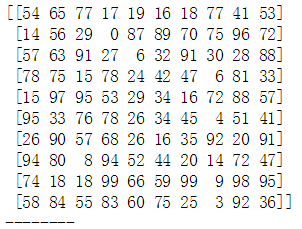 [[54 65 77 17 19 16 18 77 41 53]
 [14 56 29  0 87 89 70 75 96 72]
 [57 63 91 27  6 32 91 30 28 88]
 [78 75 15 78 24 42 47  6 81 33]
 [15 97 95 53 29 34 16 72 88 57]
 [95 33 76 78 26 34 45  4 51 41]
 [26 90 57 68 26 16 35 92 20 91]
 [94 80  8 94 52 44 20 14 72 47]
 [74 18 18 99 66 59 99  9 98 95]
 [58 84 55 83 60 75 25  3 92 36]]
--------